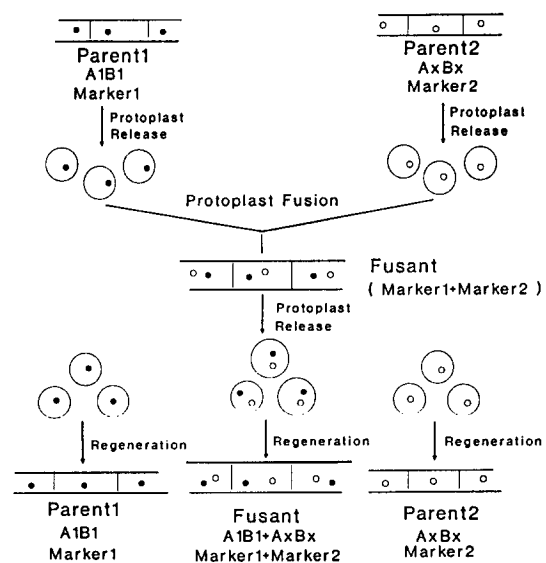 Parent1
A1B1
Marker1
Parent2
AxBx
Marker2
Protoplast
Release
Protoplast
Release
Protoplast Fusion
Fusant
( Marker1+Marker2 )
Protoplast
Release
Regeneration
Regeneration
Regeneration
Parent1
A1B1
Marker1
Fusant
A1B1+AxBx
Marker1+Marker2
Parent2
AxBx
Marker2